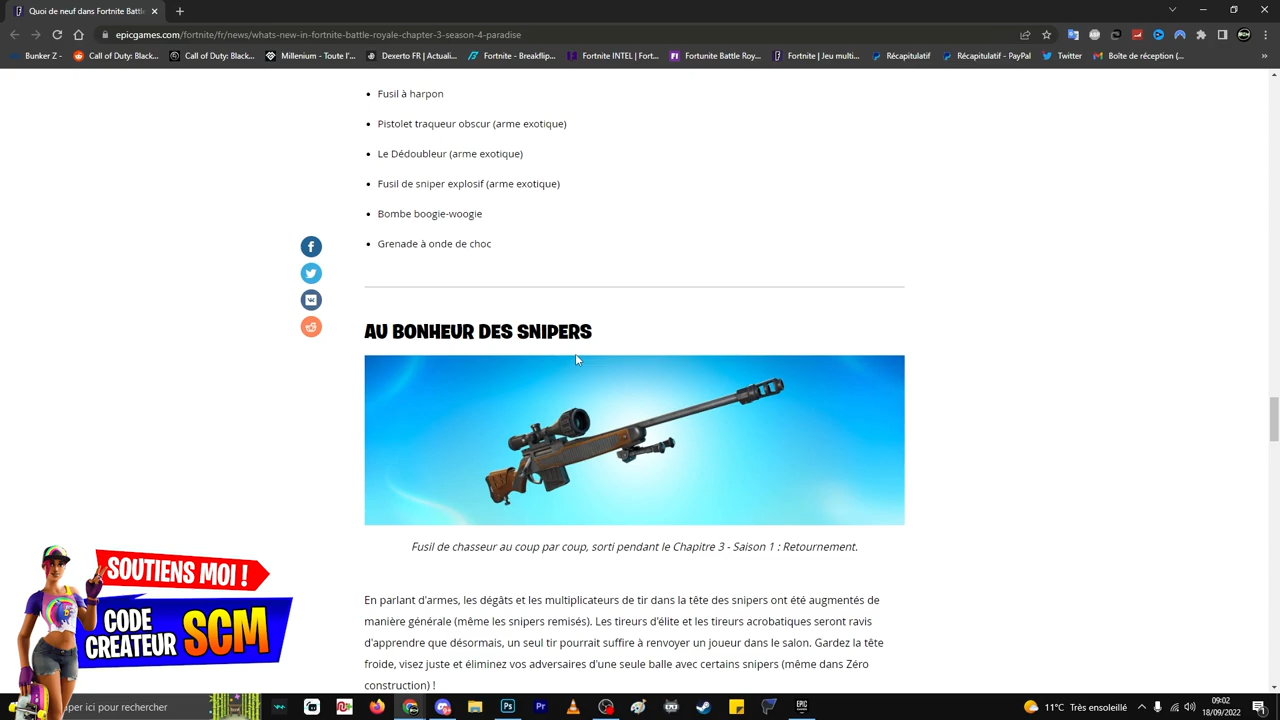 Quoi de neuf dans Fortnite Battle
epicgames.com/fortnite/fr/news/whats-new-in-fortnite-battle-royale-chapter-3-season-4-paradise
Bunker Z -
Call of Duty: Black...
Call of Duty: Black...
Millenium - Toute l'...
Dexerto FR | Actuali...
Fortnite - Breakflip...
Fortnite INTEL | Fort...
Fortunite Battle Roy...
Fortnite | Jeu multi...
Récapitulatif
Récapitulatif - PayPal
Twitter
Boîte de réception (...
• Fusil à harpon
• Pistolet traqueur obscur (arme exotique)
• Le Dédoubleur (arme exotique)
• Fusil de sniper explosif (arme exotique)
• Bombe boogie-woogie
• Grenade à onde de choc
AU BONHEUR DES SNIPERS
Fusil de chasseur au coup par coup, sorti pendant le Chapitre 3 - Saison 1 : Retournement.
En parlant d'armes, les dégâts et les multiplicateurs de tir dans la tête des snipers ont été augmentés de
manière générale (même les snipers remisés). Les tireurs d'élite et les tireurs acrobatiques seront ravis
d'apprendre que désormais, un seul tir pourrait suffire à renvoyer un joueur dans le salon. Gardez la tête
froide, visez juste et éliminez vos adversaires d'une seule balle avec certains snipers (même dans Zéro
construction) !
SOUTIENS MOI !
CODE
CRÉATEUR SCM
per ici pour rechercher
11°C Très ensoleillé
09:02
18/09/2022